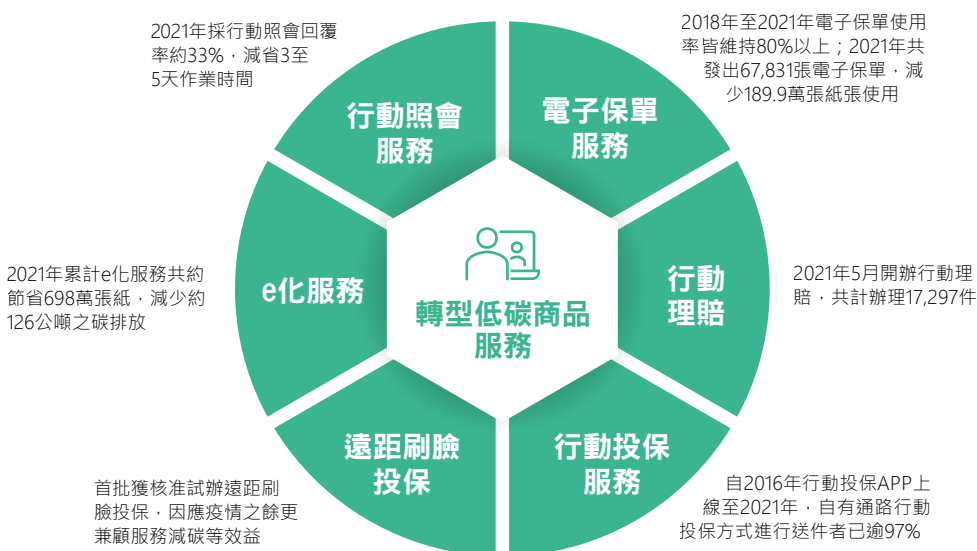 2021年採行動照會回覆
率約33%，減省3至
5天作業時間
行動照會
服務
電子保單
服務
2018年至2021年電子保單使用
率皆維持80%以上；2021年共
發出67,831張電子保單，減
少189.9萬張紙張使用
2021年累計e化服務共約
節省698萬張紙，減少約
126公噸之碳排放
e化服務
轉型低碳商品
服務
行動
理賠
2021年5月開辦行動理
賠，共計辦理17,297件
首批獲核准試辦遠距刷
臉投保，因應疫情之餘更
兼顧服務減碳等效益
遠距刷臉
投保
行動投保
服務
自2016年行動投保APP上
線至2021年，自有通路行動
投保方式進行送件者已逾97%